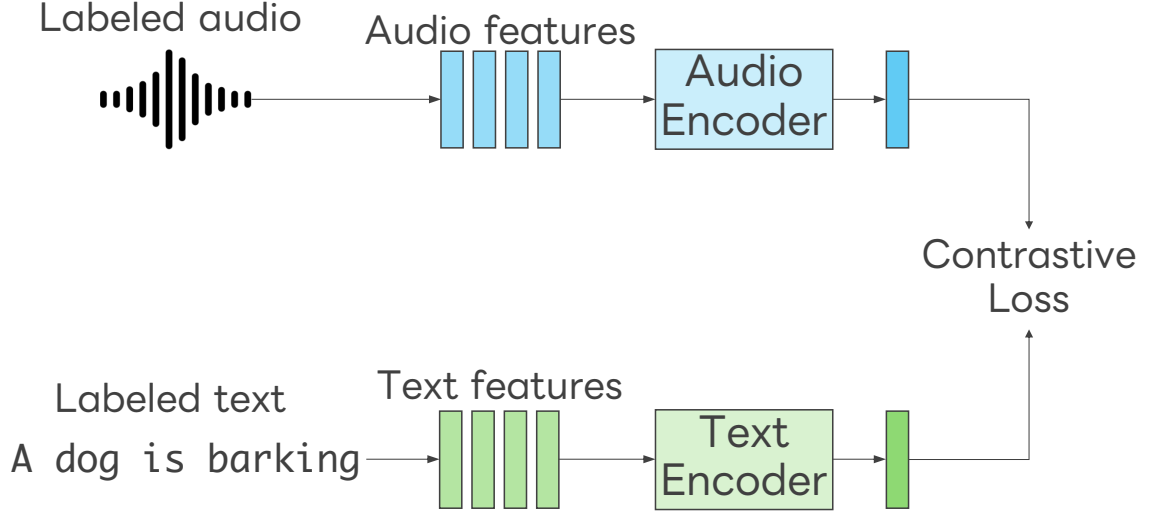 Labeled audio
Audio features
Audio
Encoder
Contrastive
Loss
Labeled text
A dog is barking
Text features
Text
Encoder